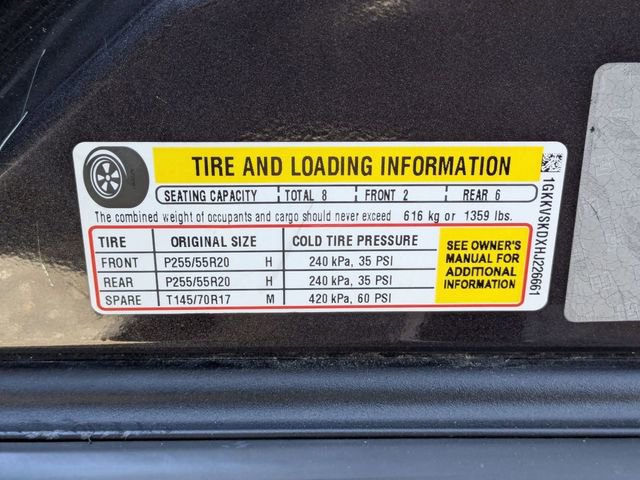 TIRE AND LOADING INFORMATION
SEATING CAPACITY TOTAL 8 FRONT 2 REAR 6
The combined weight of occupants and cargo should never exceed 616 kg or 1359 lbs.
TIRE ORIGINAL SIZE COLD TIRE PRESSURE
FRONT P255/55R20 H 240 kPa, 35 PSI
REAR P255/55R20 H 240 kPa, 35 PSI
SPARE T145/70R17 M 420 kPa, 60 PSI
SEE OWNER'S
MANUAL FOR
ADDITIONAL
INFORMATION
1GKKVSKDXHJ226661